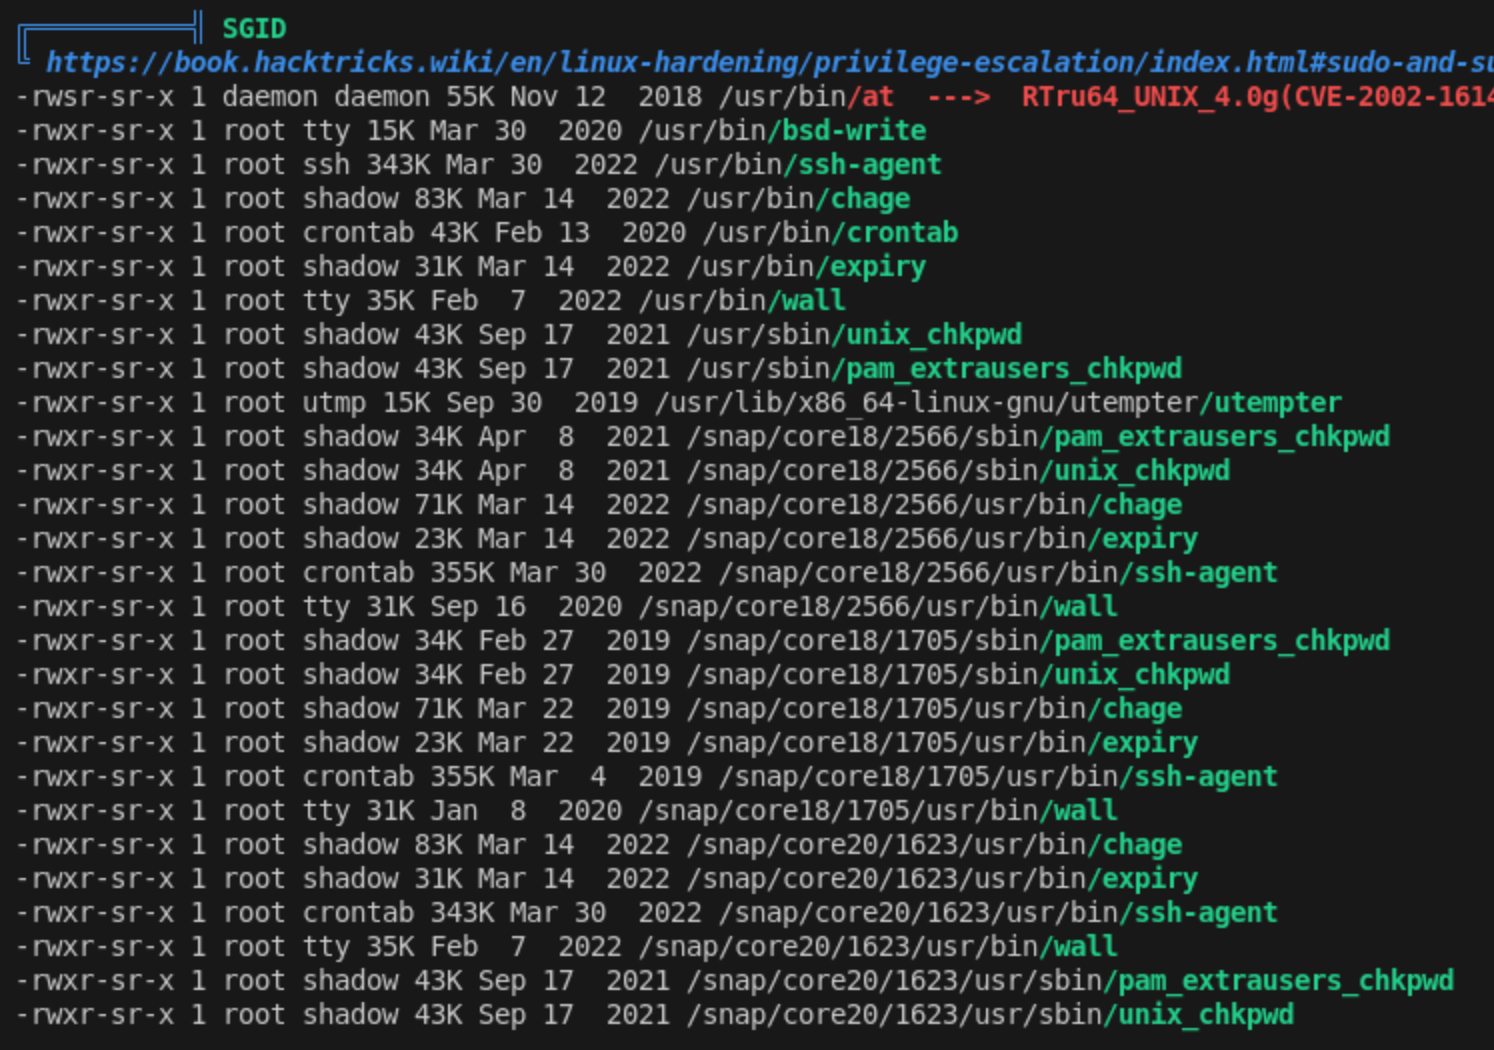 SGID
https://book.hacktricks.wiki/en/linux-hardening/privilege-escalation/index.html#sudo-and-su
-rwsr-sr-x 1 daemon daemon 55K Nov 12  2018 /usr/bin/at  --->  RTru64_UNIX_4.0g(CVE-2002-1614
-rwxr-sr-x 1 root tty 15K Mar 30  2020 /usr/bin/bsd-write
-rwxr-sr-x 1 root ssh 343K Mar 30  2022 /usr/bin/ssh-agent
-rwxr-sr-x 1 root shadow 83K Mar 14  2022 /usr/bin/chage
-rwxr-sr-x 1 root crontab 43K Feb 13  2020 /usr/bin/crontab
-rwxr-sr-x 1 root shadow 31K Mar 14  2022 /usr/bin/expiry
-rwxr-sr-x 1 root tty 35K Feb  7  2022 /usr/bin/wall
-rwxr-sr-x 1 root shadow 43K Sep 17  2021 /usr/sbin/unix_chkpwd
-rwxr-sr-x 1 root shadow 43K Sep 17  2021 /usr/sbin/pam_extrausers_chkpwd
-rwxr-sr-x 1 root utmp 15K Sep 30  2019 /usr/lib/x86_64-linux-gnu/utempter/utempter
-rwxr-sr-x 1 root shadow 34K Apr  8  2021 /snap/core18/2566/sbin/pam_extrausers_chkpwd
-rwxr-sr-x 1 root shadow 34K Apr  8  2021 /snap/core18/2566/sbin/unix_chkpwd
-rwxr-sr-x 1 root shadow 71K Mar 14  2022 /snap/core18/2566/usr/bin/chage
-rwxr-sr-x 1 root shadow 23K Mar 14  2022 /snap/core18/2566/usr/bin/expiry
-rwxr-sr-x 1 root crontab 355K Mar 30  2022 /snap/core18/2566/usr/bin/ssh-agent
-rwxr-sr-x 1 root tty 31K Sep 16  2020 /snap/core18/2566/usr/bin/wall
-rwxr-sr-x 1 root shadow 34K Feb 27  2019 /snap/core18/1705/sbin/pam_extrausers_chkpwd
-rwxr-sr-x 1 root shadow 34K Feb 27  2019 /snap/core18/1705/sbin/unix_chkpwd
-rwxr-sr-x 1 root shadow 71K Mar 22  2019 /snap/core18/1705/usr/bin/chage
-rwxr-sr-x 1 root shadow 23K Mar 22  2019 /snap/core18/1705/usr/bin/expiry
-rwxr-sr-x 1 root crontab 355K Mar  4  2019 /snap/core18/1705/usr/bin/ssh-agent
-rwxr-sr-x 1 root tty 31K Jan  8  2020 /snap/core18/1705/usr/bin/wall
-rwxr-sr-x 1 root shadow 83K Mar 14  2022 /snap/core20/1623/usr/bin/chage
-rwxr-sr-x 1 root shadow 31K Mar 14  2022 /snap/core20/1623/usr/bin/expiry
-rwxr-sr-x 1 root crontab 343K Mar 30  2022 /snap/core20/1623/usr/bin/ssh-agent
-rwxr-sr-x 1 root tty 35K Feb  7  2022 /snap/core20/1623/usr/bin/wall
-rwxr-sr-x 1 root shadow 43K Sep 17  2021 /snap/core20/1623/usr/sbin/pam_extrausers_chkpwd
-rwxr-sr-x 1 root shadow 43K Sep 17  2021 /snap/core20/1623/usr/sbin/unix_chkpwd